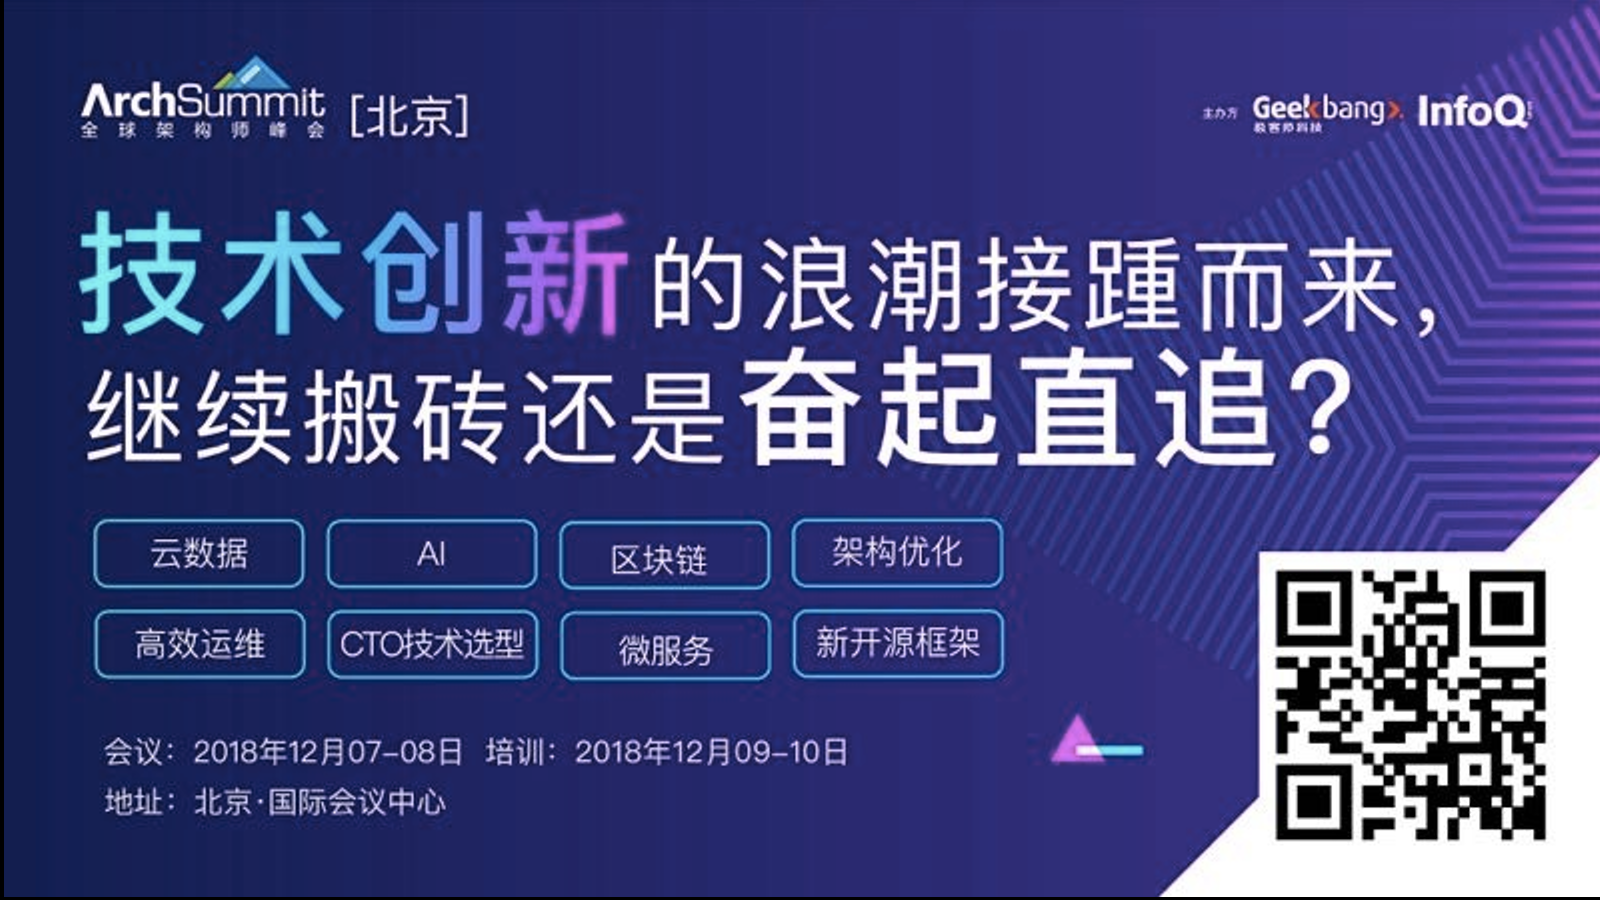 ArchSummit
全球架构师峰会
[北京]
主办方
Geekbang>.
极客邦科技
InfoQ
技术创新的浪潮接踵而来，
继续搬砖还是奋起直追？
云数据 AI 区块链 架构优化
高效运维 CTO技术选型 微服务 新开源框架
会议：2018年12月07-08日 培训：2018年12月09-10日
地址：北京·国际会议中心